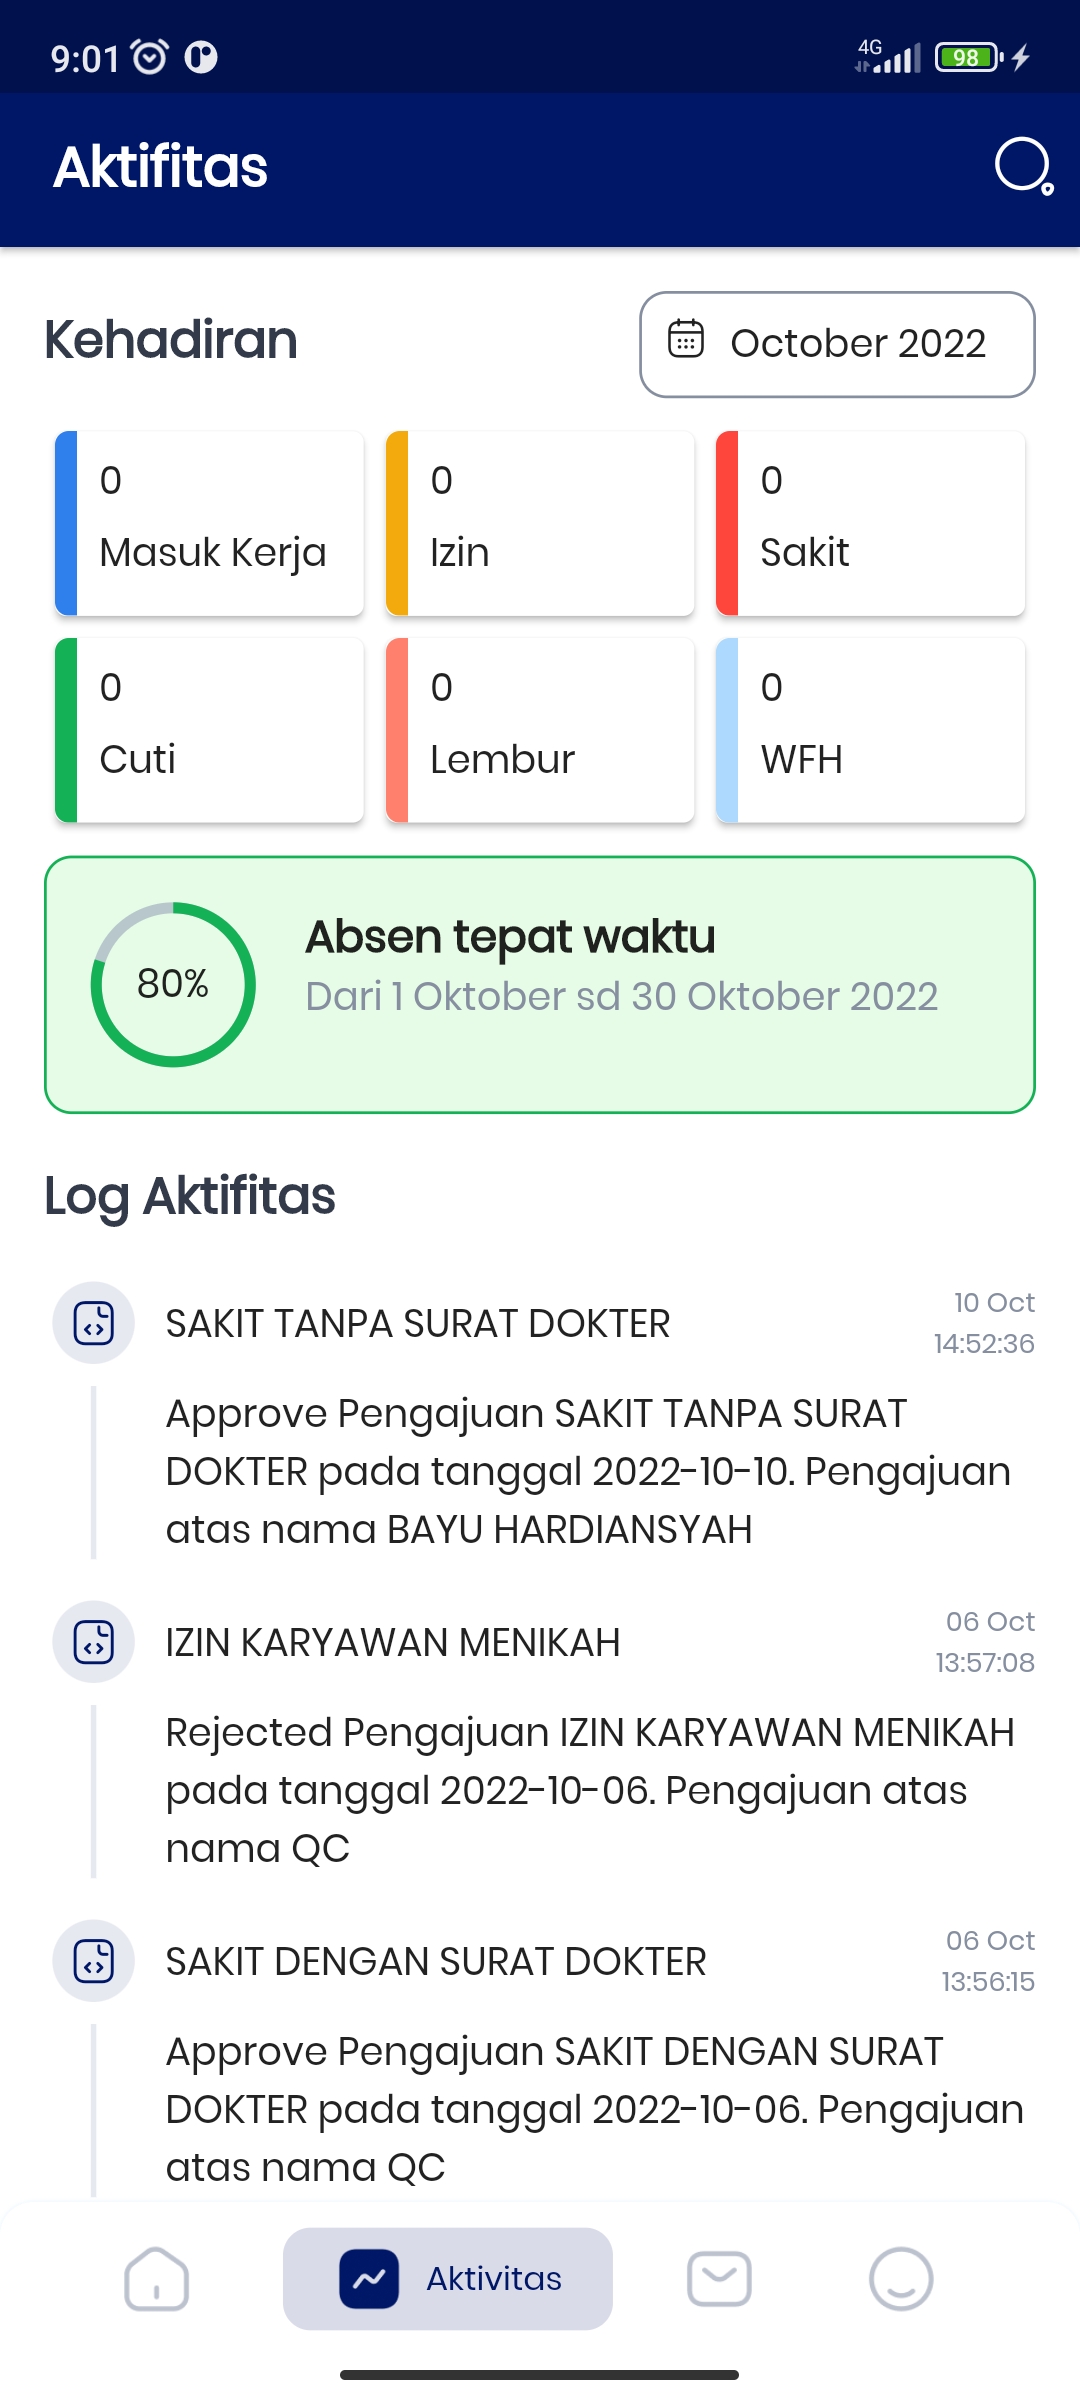 9:01
4G
98
Aktifitas
Kehadiran
October 2022
0
Masuk Kerja
0
Izin
0
Sakit
0
Cuti
0
Lembur
0
WFH
80%
Absen tepat waktu
Dari 1 Oktober sd 30 Oktober 2022
Log Aktifitas
SAKIT TANPA SURAT DOKTER
10 Oct
14:52:36
Approve Pengajuan SAKIT TANPA SURAT
DOKTER pada tanggal 2022-10-10. Pengajuan
atas nama BAYU HARDIANSYAH
IZIN KARYAWAN MENIKAH
06 Oct
13:57:08
Rejected Pengajuan IZIN KARYAWAN MENIKAH
pada tanggal 2022-10-06. Pengajuan atas
nama QC
SAKIT DENGAN SURAT DOKTER
06 Oct
13:56:15
Approve Pengajuan SAKIT DENGAN SURAT
DOKTER pada tanggal 2022-10-06. Pengajuan
atas nama QC
Aktivitas